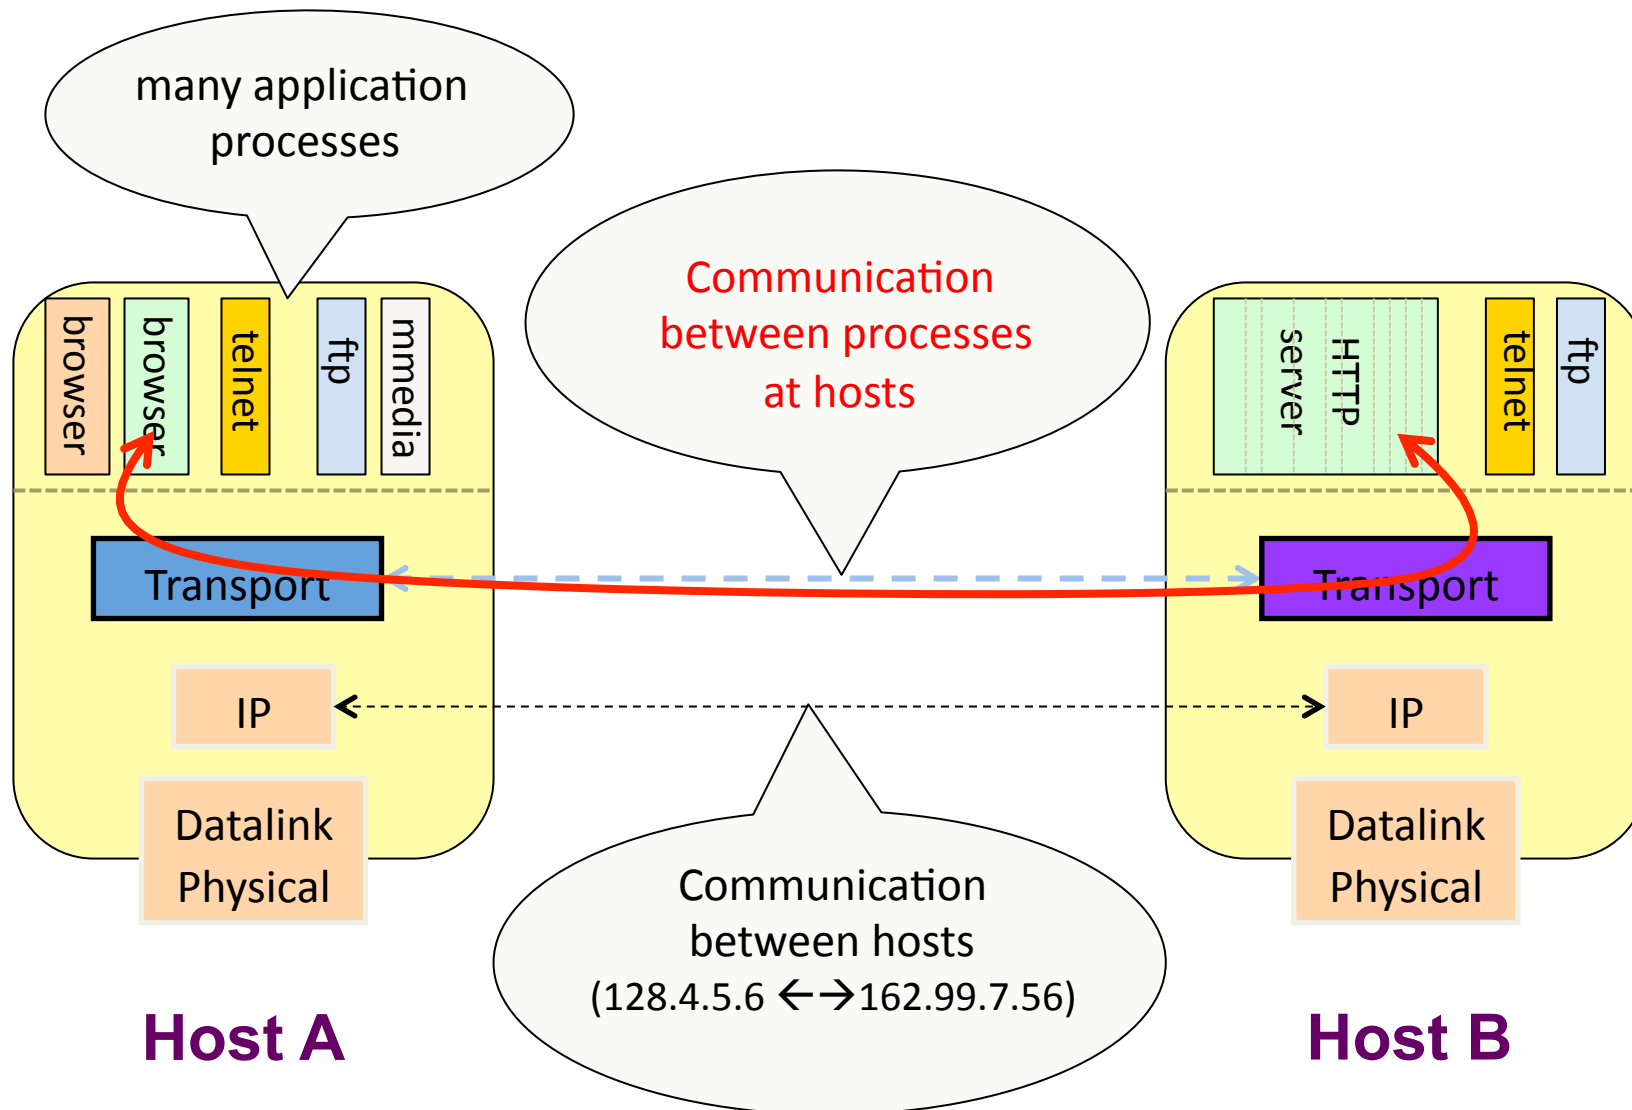 many application
processes
Communication
between processes
at hosts
browser
browser
telnet
ftp
mmedia
HTTP
server
telnet
ftp
Transport
Transport
IP
IP
Datalink
Physical
Datalink
Physical
Communication
between hosts
(128.4.5.6 ←→162.99.7.56)
Host A
Host B